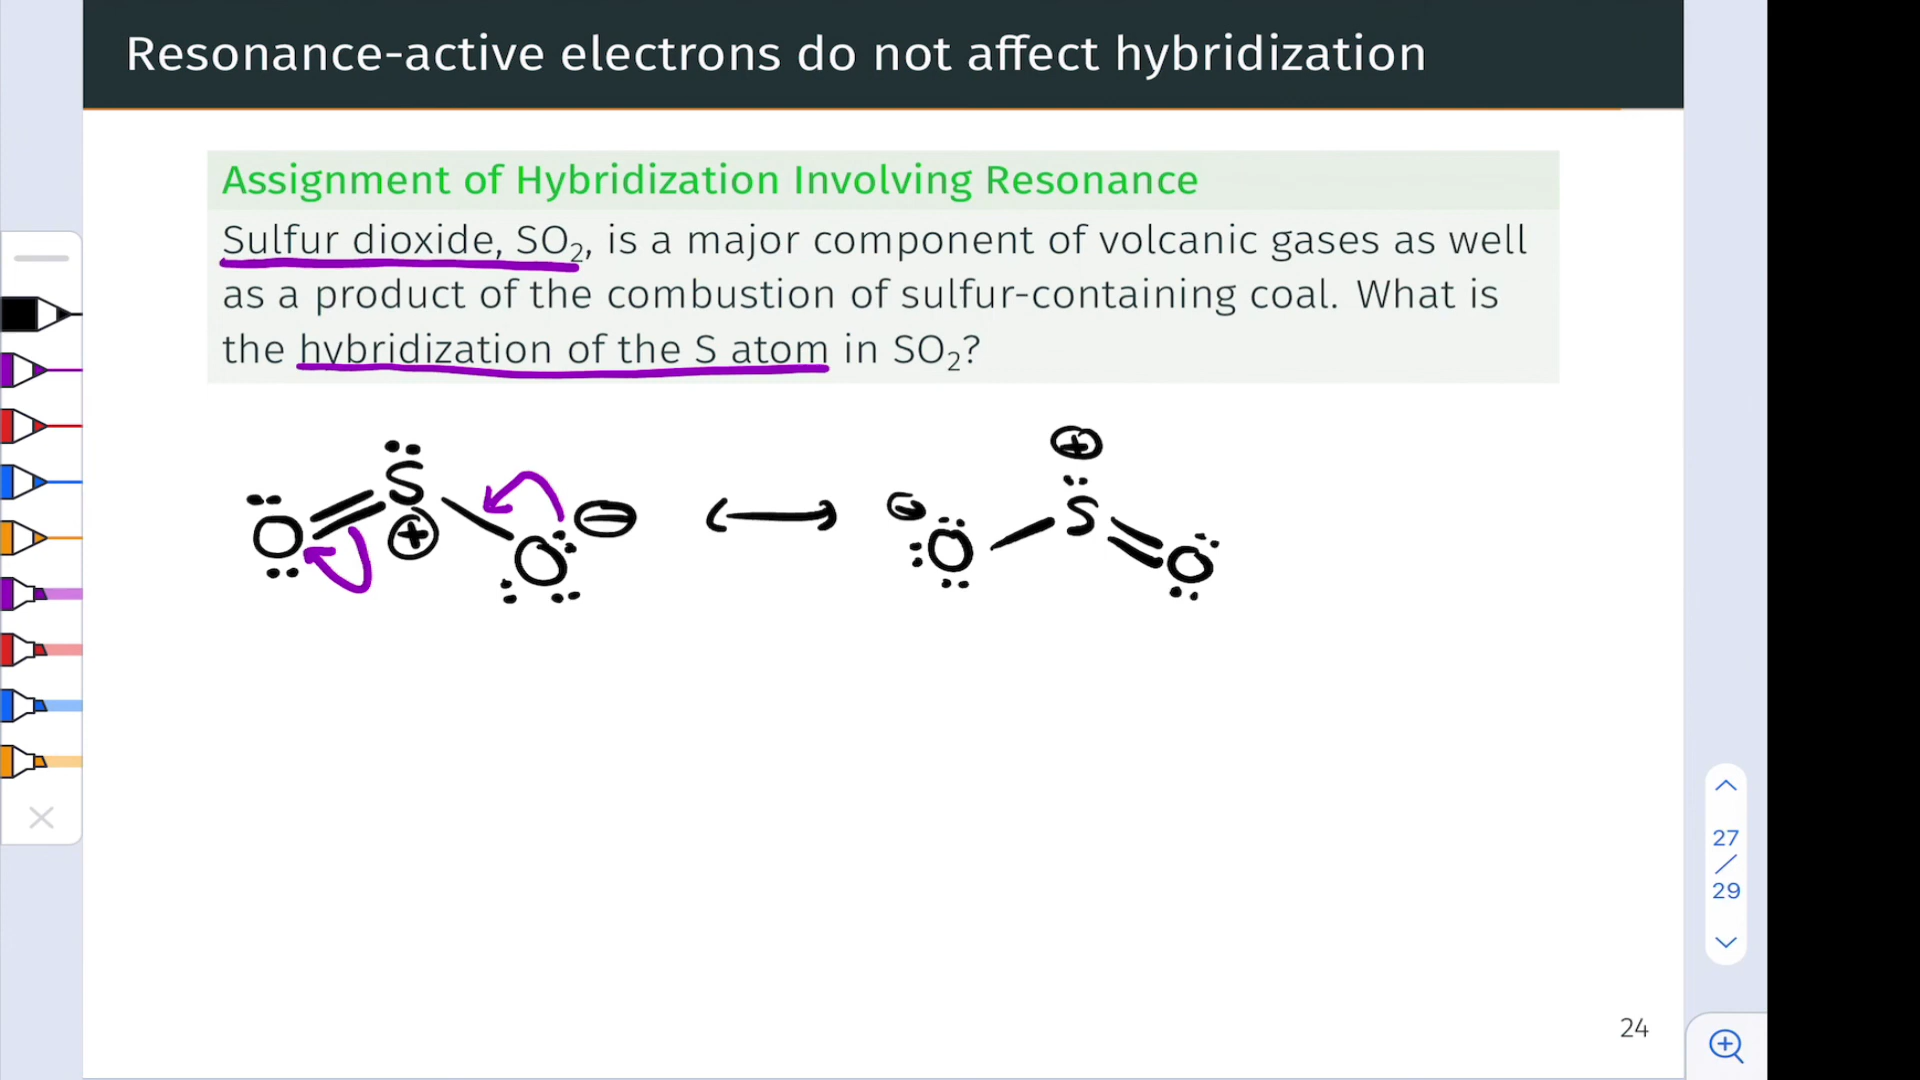 Resonance-active electrons do not affect hybridization
Assignment of Hybridization Involving Resonance
Sulfur dioxide, SO₂, is a major component of volcanic gases as well
as a product of the combustion of sulfur-containing coal. What is
the hybridization of the S atom in SO₂?
S ⊕
O O ⊖
⊕
⊖ S
O O
27
/
29
24